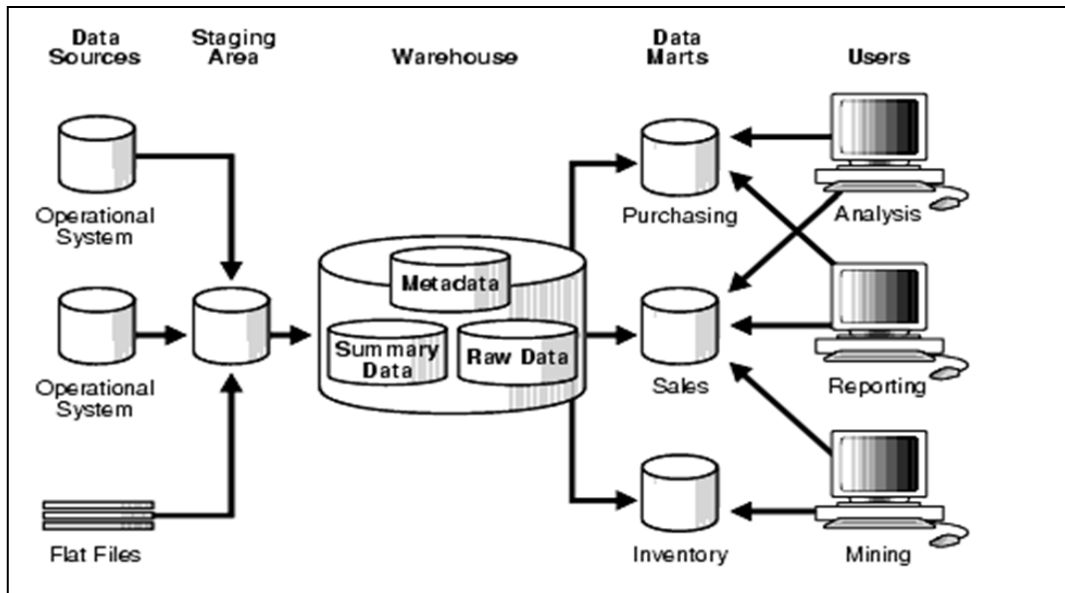 Data
Sources
Staging
Area
Warehouse
Data
Marts
Users
Operational
System
Operational
System
Flat Files
Metadata
Summary
Data
Raw Data
Purchasing
Sales
Inventory
Analysis
Reporting
Mining